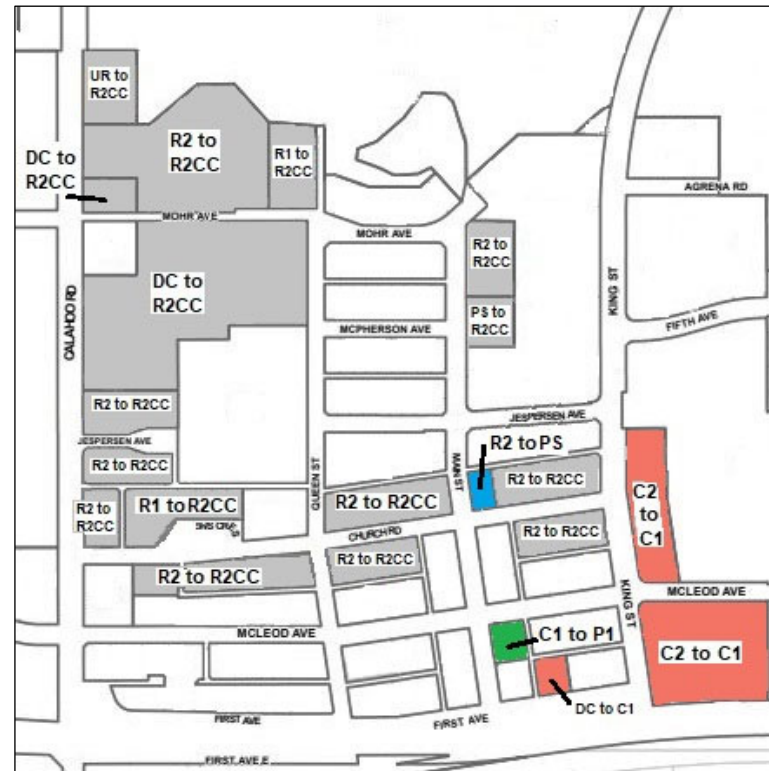 UR to
R2CC
R2 to
R2CC
R1 to
R2CC
DC to
R2CC
MOHR AVE
AGRENA RD
MOHR AVE
R2 to
R2CC
DC to
R2CC
CALAHOO RD
KING ST
PS to
R2CC
MCPHERSON AVE
FIFTH AVE
R2 to R2CC
JESPERSEN AVE
JESPERSEN AVE
R2 to PS
R2 to R2CC
QUEEN ST
MAIN ST
R2 to R2CC
R2 to
R2CC
R1 to R2CC
R2 to R2CC
C2
to
C1
CHURCH RD
R2 to R2CC
R2 to R2CC
R2 to R2CC
KING ST
MCLEOD AVE
MCLEOD AVE
C1 to P1
C2 to C1
DC to C1
FIRST AVE
FIRST AVE
FIRST AVE E